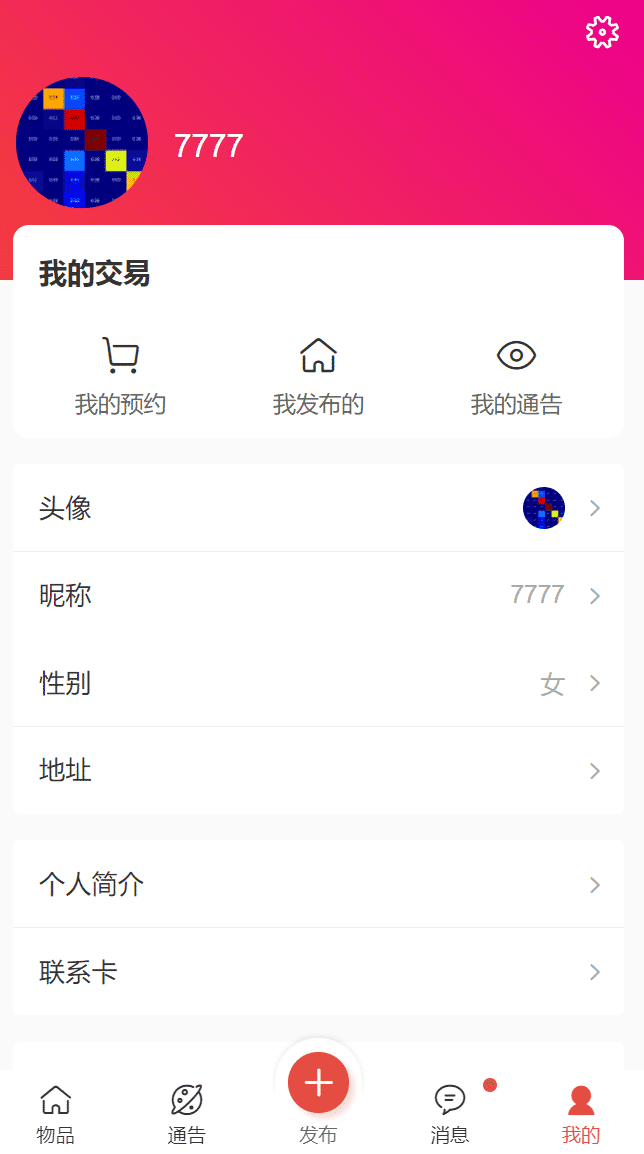 7777
我的交易
我的预约 我发布的 我的通告
头像
昵称 7777
性别 女
地址
个人简介
联系卡
物品 通告 发布 消息 我的